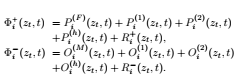 Φ_i^+(z_t, t) = P_i^{(F)}(z_t, t) + P_i^{(1)}(z_t, t) + P_i^{(2)}(z_t, t)
+P_i^{(h)}(z_t, t) + R_i^+(z_t, t),
Φ_i^-(z_t, t) = O_i^{(M)}(z_t, t) + O_i^{(1)}(z_t, t) + O_i^{(2)}(z_t, t)
+O_i^{(h)}(z_t, t) + R_i^-(z_t, t).